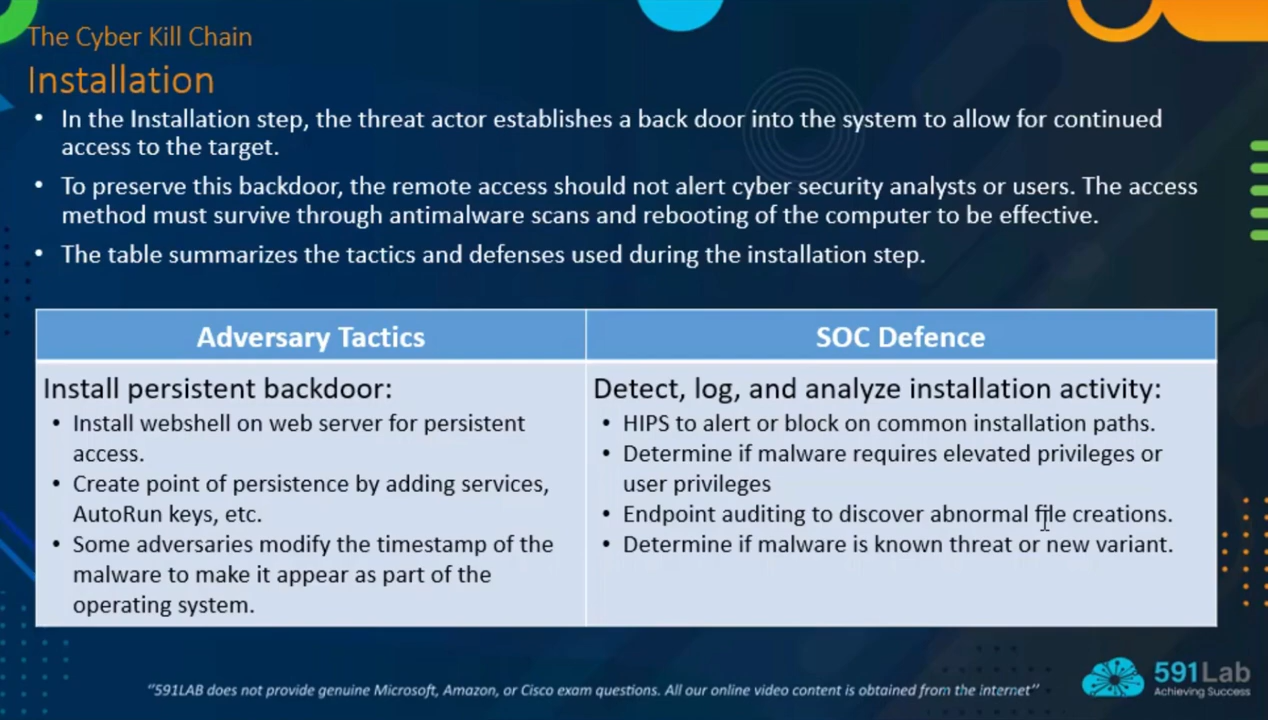 The Cyber Kill Chain
Installation
• In the Installation step, the threat actor establishes a back door into the system to allow for continued
access to the target.
• To preserve this backdoor, the remote access should not alert cyber security analysts or users. The access
method must survive through antimalware scans and rebooting of the computer to be effective.
• The table summarizes the tactics and defenses used during the installation step.
Adversary Tactics
Install persistent backdoor:
• Install webshell on web server for persistent
access.
• Create point of persistence by adding services,
AutoRun keys, etc.
• Some adversaries modify the timestamp of the
malware to make it appear as part of the
operating system.
SOC Defence
Detect, log, and analyze installation activity:
• HIPS to alert or block on common installation paths.
• Determine if malware requires elevated privileges or
user privileges
• Endpoint auditing to discover abnormal file creations.
• Determine if malware is known threat or new variant.
"591LAB does not provide genuine Microsoft, Amazon, or Cisco exam questions. All our online video content is obtained from the internet"
591Lab
Achieving Success